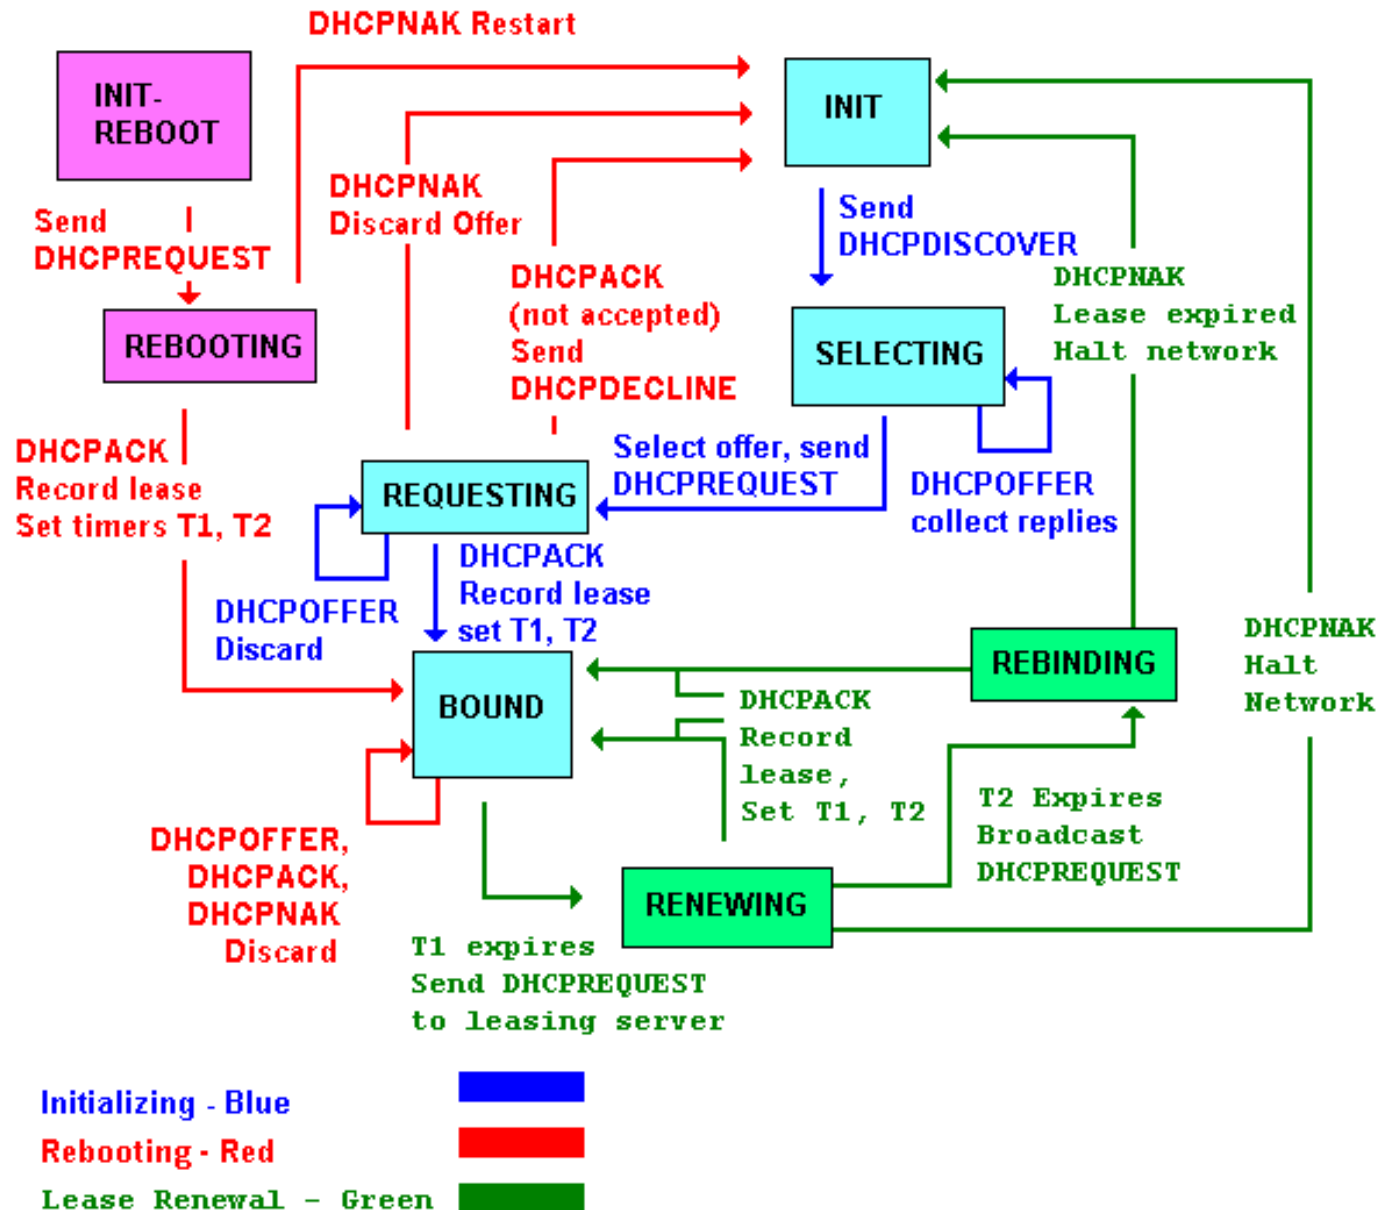 DHCPNAK Restart
INIT-
REBOOT
INIT
DHCPNAK
Discard Offer
Send
DHCPREQUEST
Send
DHCPDISCOVER
DHCPACK
(not accepted)
Send
DHCPDECLINE
DHCPNAK
Lease expired
Halt network
REBOOTING
SELECTING
DHCPACK
Record lease
Set timers T1, T2
Select offer, send
DHCPREQUEST
REQUESTING
DHCPOFFER
collect replies
DHCPACK
Record lease
set T1, T2
DHCPOFFER
Discard
DHCPNAK
Halt
Network
REBINDING
BOUND
DHCPACK
Record
lease,
Set T1, T2
T2 Expires
Broadcast
DHCPREQUEST
DHCPOFFER,
DHCPACK,
DHCPNAK
Discard
RENEWING
T1 expires
Send DHCPREQUEST
to leasing server
Initializing - Blue
Rebooting - Red
Lease Renewal - Green